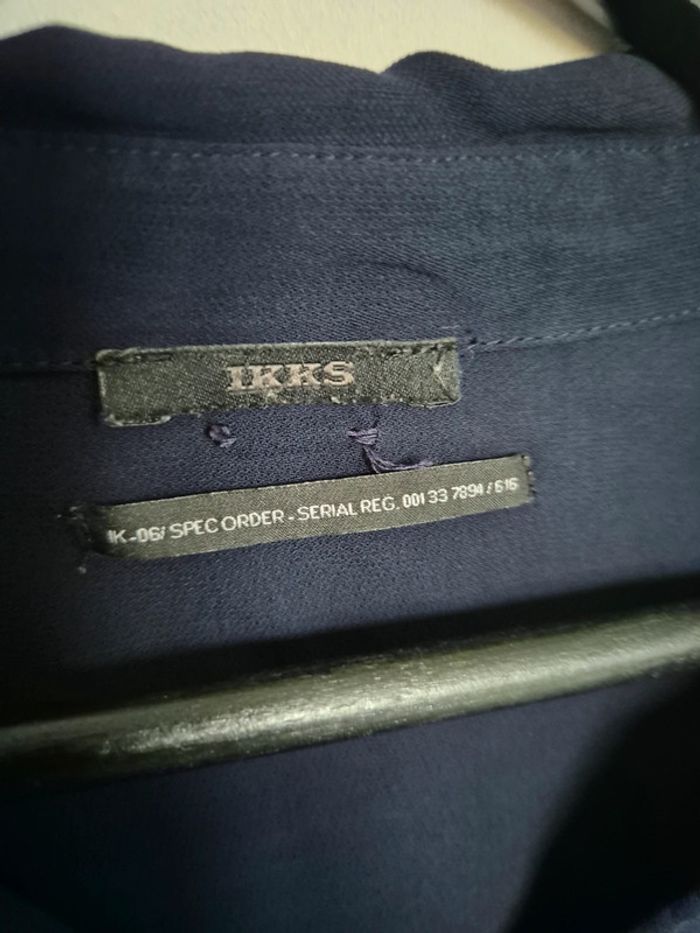 IKKS
IK-06/ SPEC ORDER - SERIAL REG. 001 33 7894 / 616